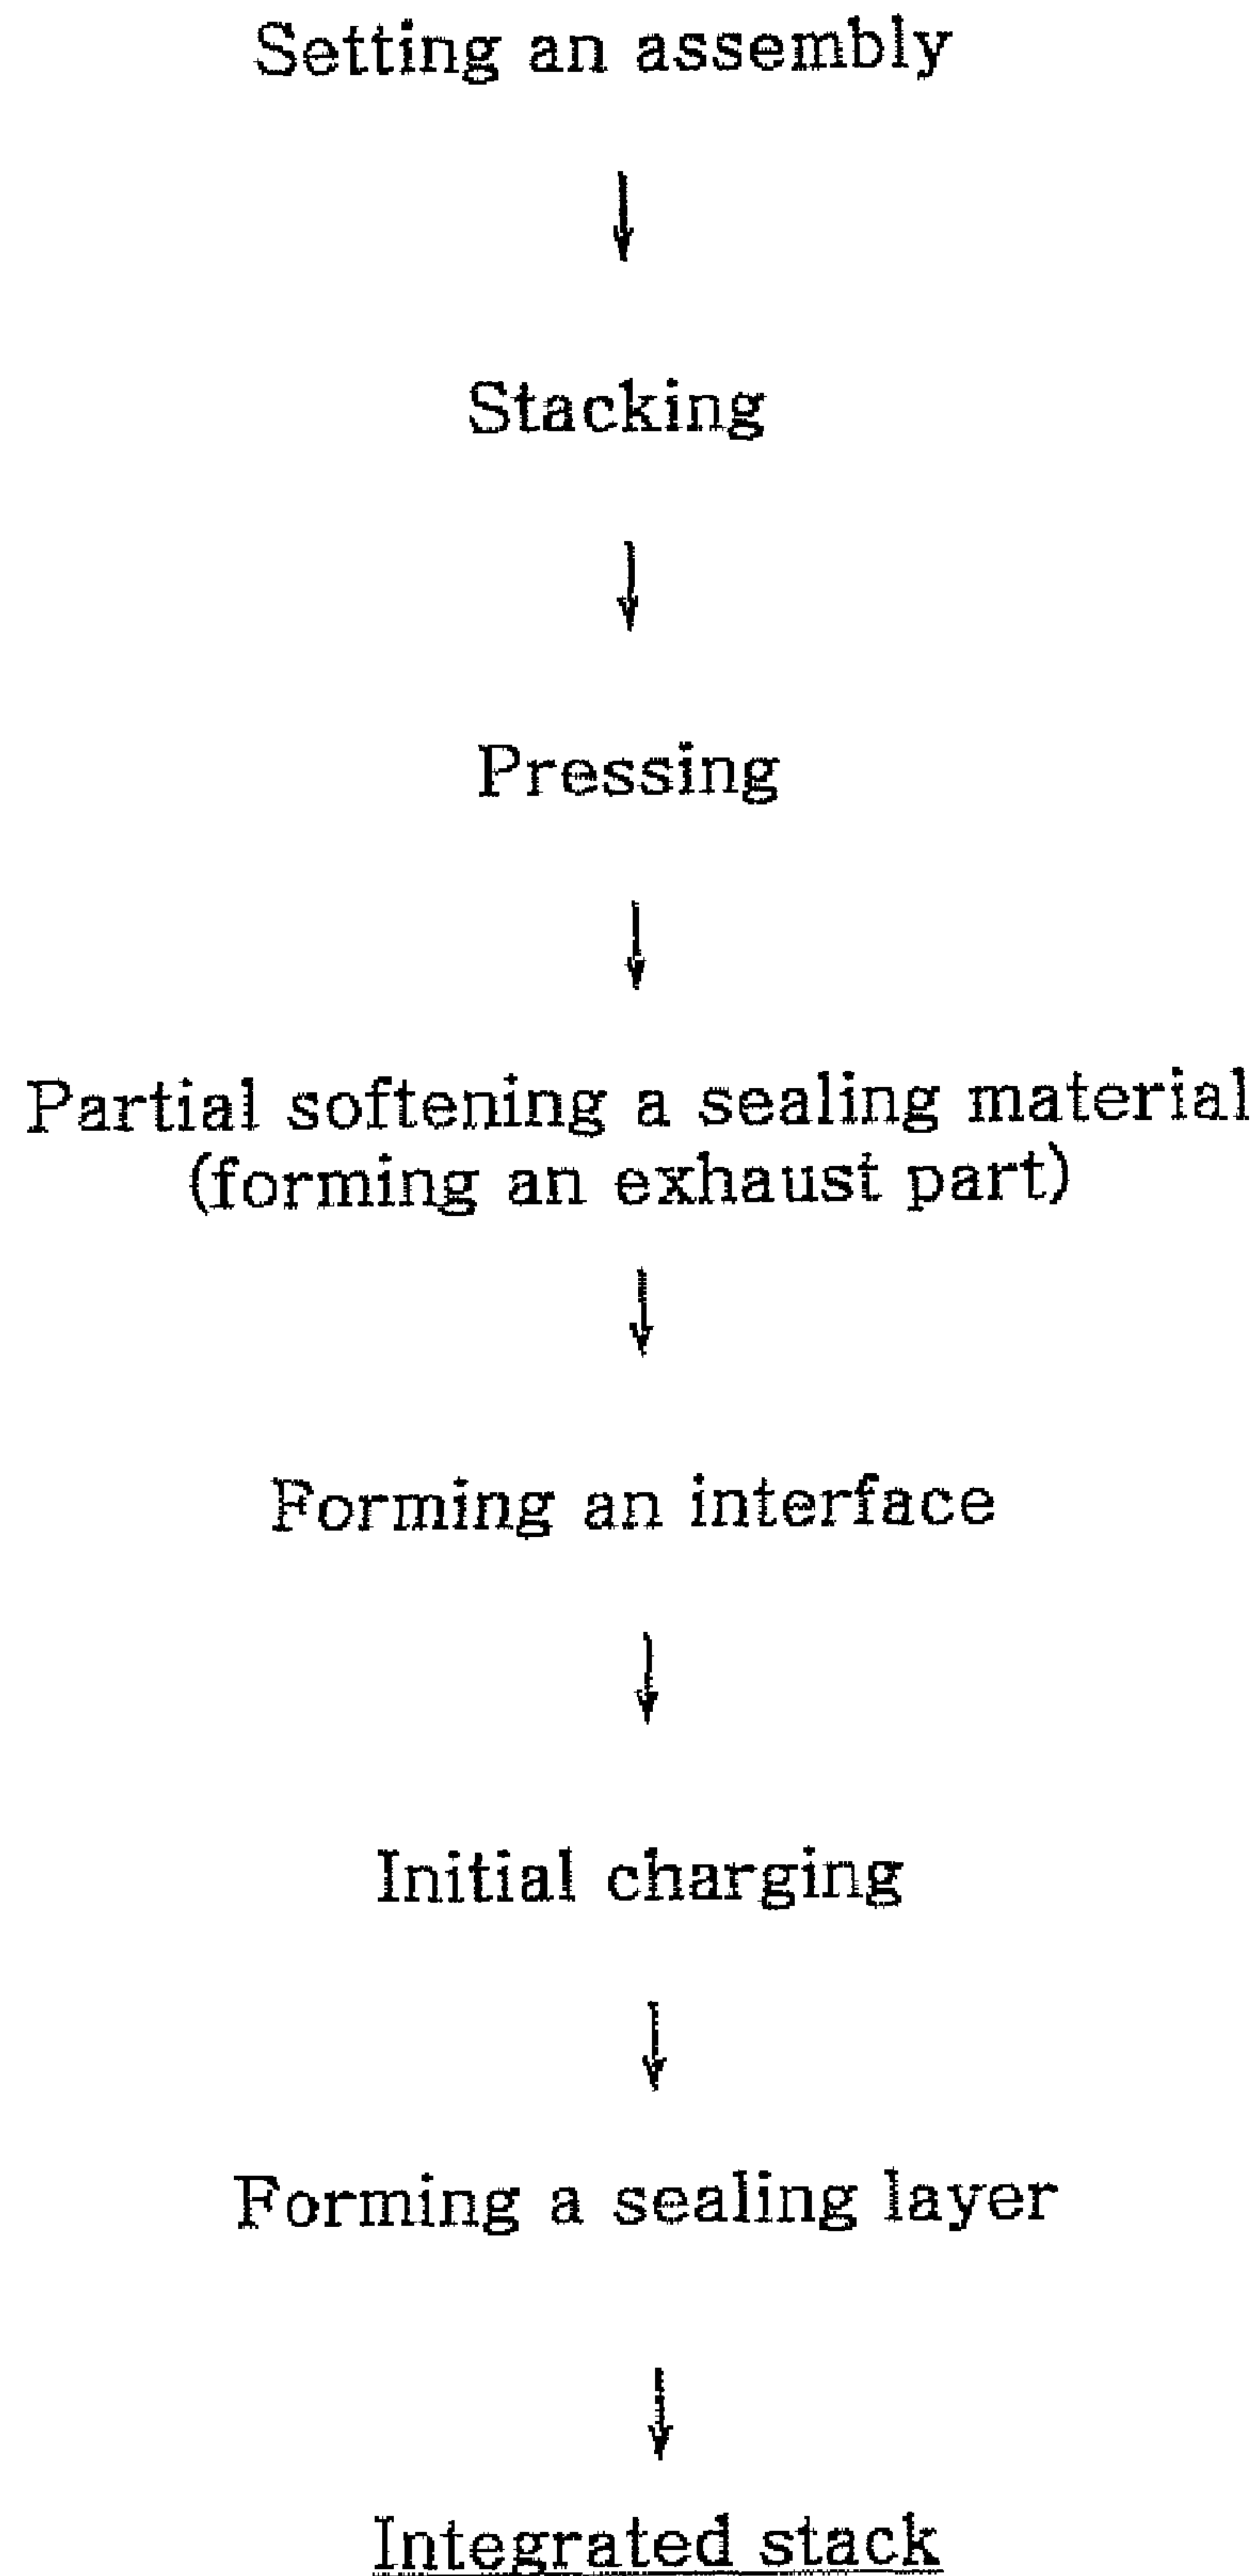 Setting an assembly
Stacking
Pressing
Partial softening a sealing material
(forming an exhaust part)
Forming an interface
Initial charging
Forming a sealing layer
Integrated stack